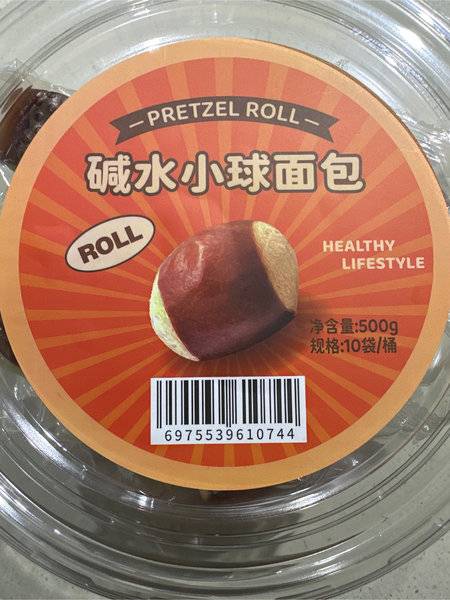 PRETZEL ROLL
碱水小球面包
ROLL
HEALTHY
LIFESTYLE
净含量:500g
规格:10袋/桶
6975539610744